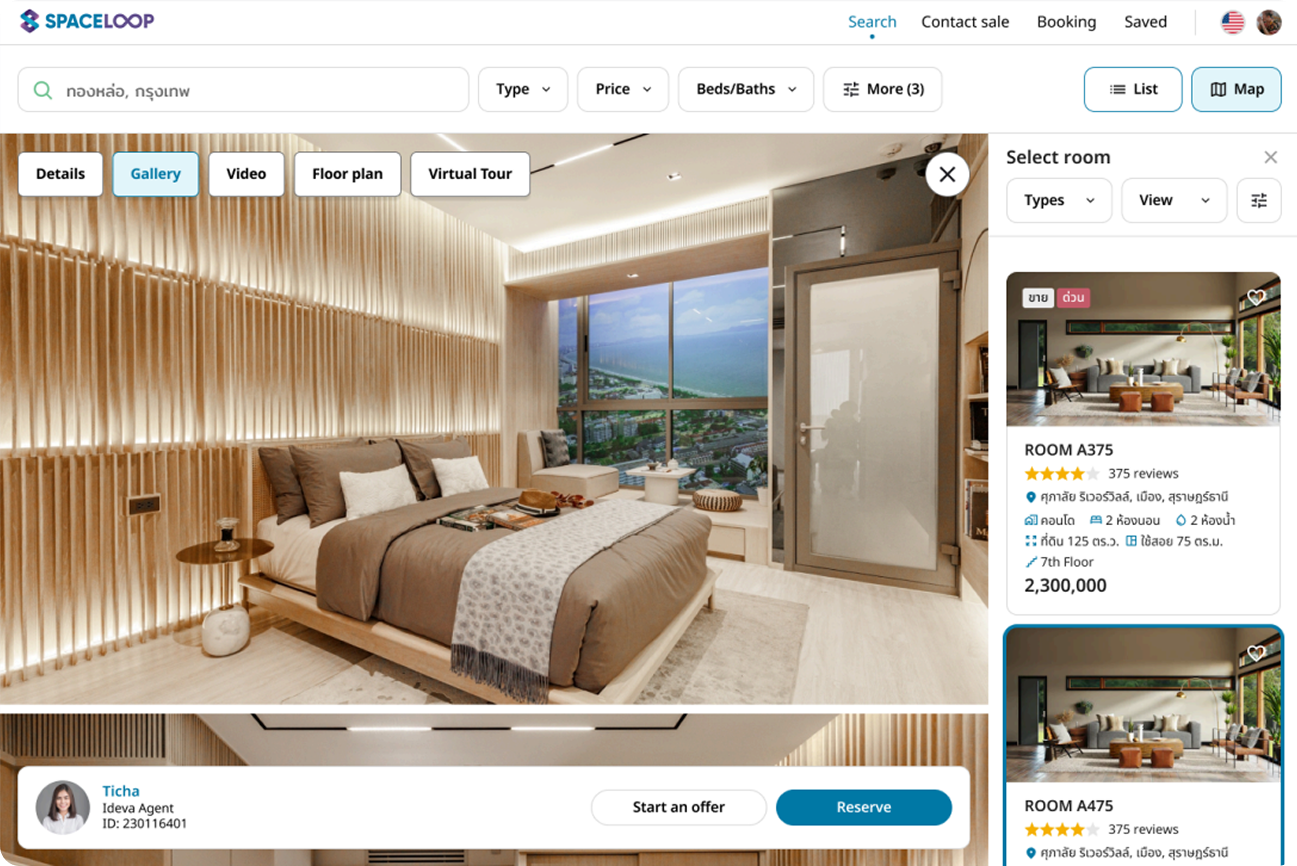 SPACELOOP
Search Contact sale Booking Saved
ทองหล่อ, กรุงเทพ
Type Price Beds/Baths More (3)
List Map
Details Gallery Video Floor plan Virtual Tour
Select room
Types View
ขาย ด่วน
ROOM A375
375 reviews
ศุภาลัย ริเวอร์วิลล์, เมือง, สุราษฎร์ธานี
คอนโด 2 ห้องนอน 2 ห้องน้ำ
ที่ดิน 125 ตร.ว. ใช้สอย 75 ตร.ม.
7th Floor
2,300,000
ROOM A475
375 reviews
ศุภาลัย ริเวอร์วิลล์, เมือง, สุราษฎร์ธานี
Ticha
Ideva Agent
ID: 230116401
Start an offer Reserve